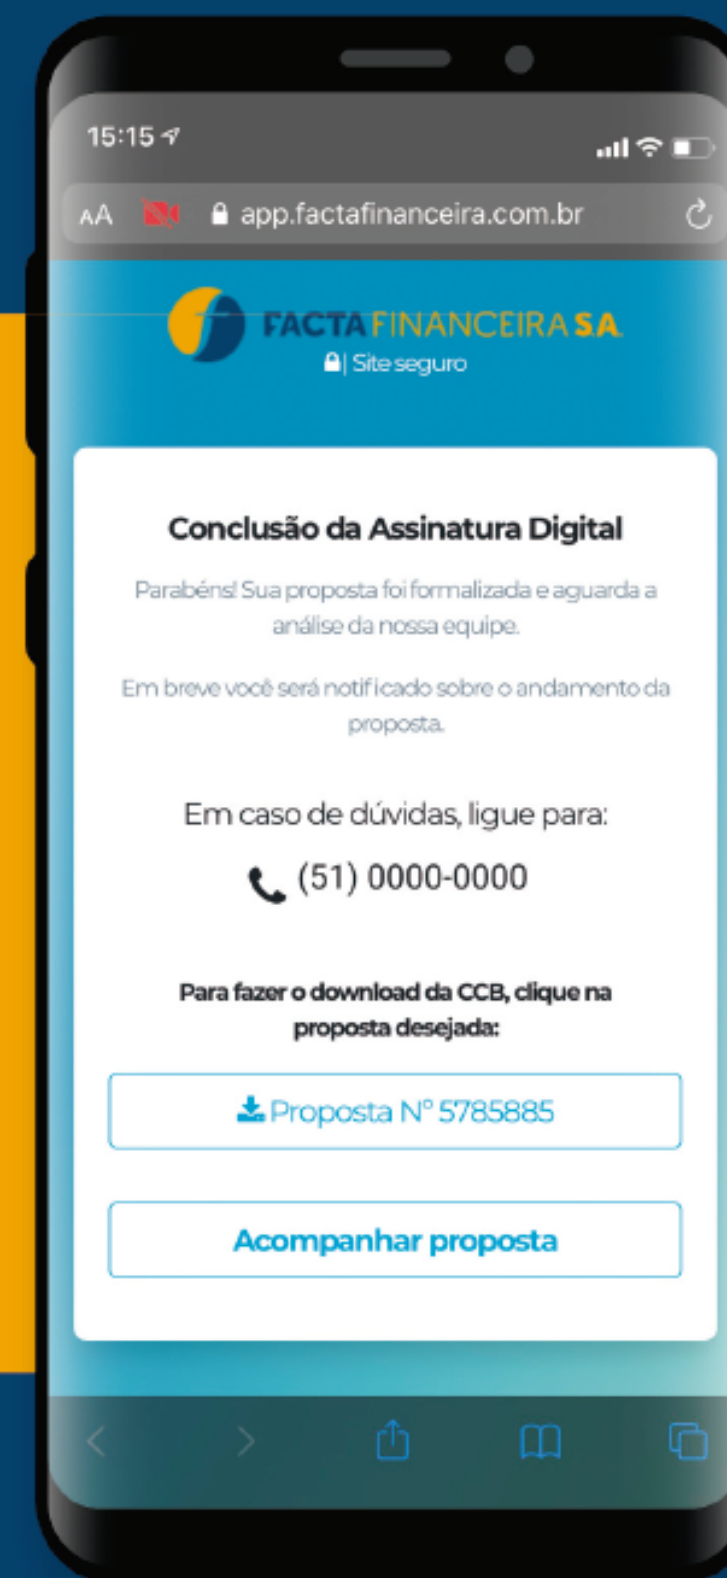 15:15
AA app.factafinanceira.com.br
FACTA FINANCEIRA S.A.
| Site seguro
Conclusão da Assinatura Digital
Parabéns! Sua proposta foi formalizada e aguarda a
análise da nossa equipe.
Em breve você será notificado sobre o andamento da
proposta.
Em caso de dúvidas, ligue para:
(51) 0000-0000
Para fazer o download da CCB, clique na
proposta desejada:
Proposta Nº 5785885
Acompanhar proposta